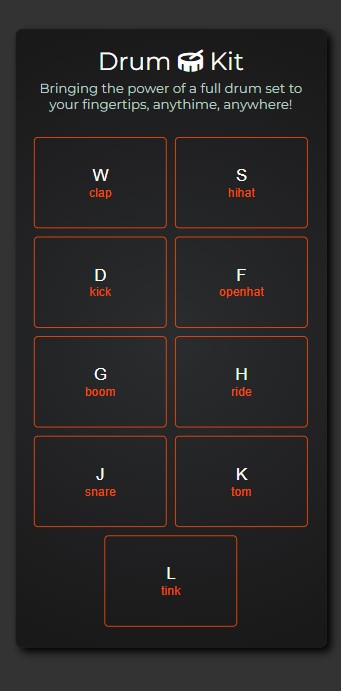 Drum Kit
Bringing the power of a full drum set to
your fingertips, anythime, anywhere!
W
clap
S
hihat
D
kick
F
openhat
G
boom
H
ride
J
snare
K
tom
L
tink